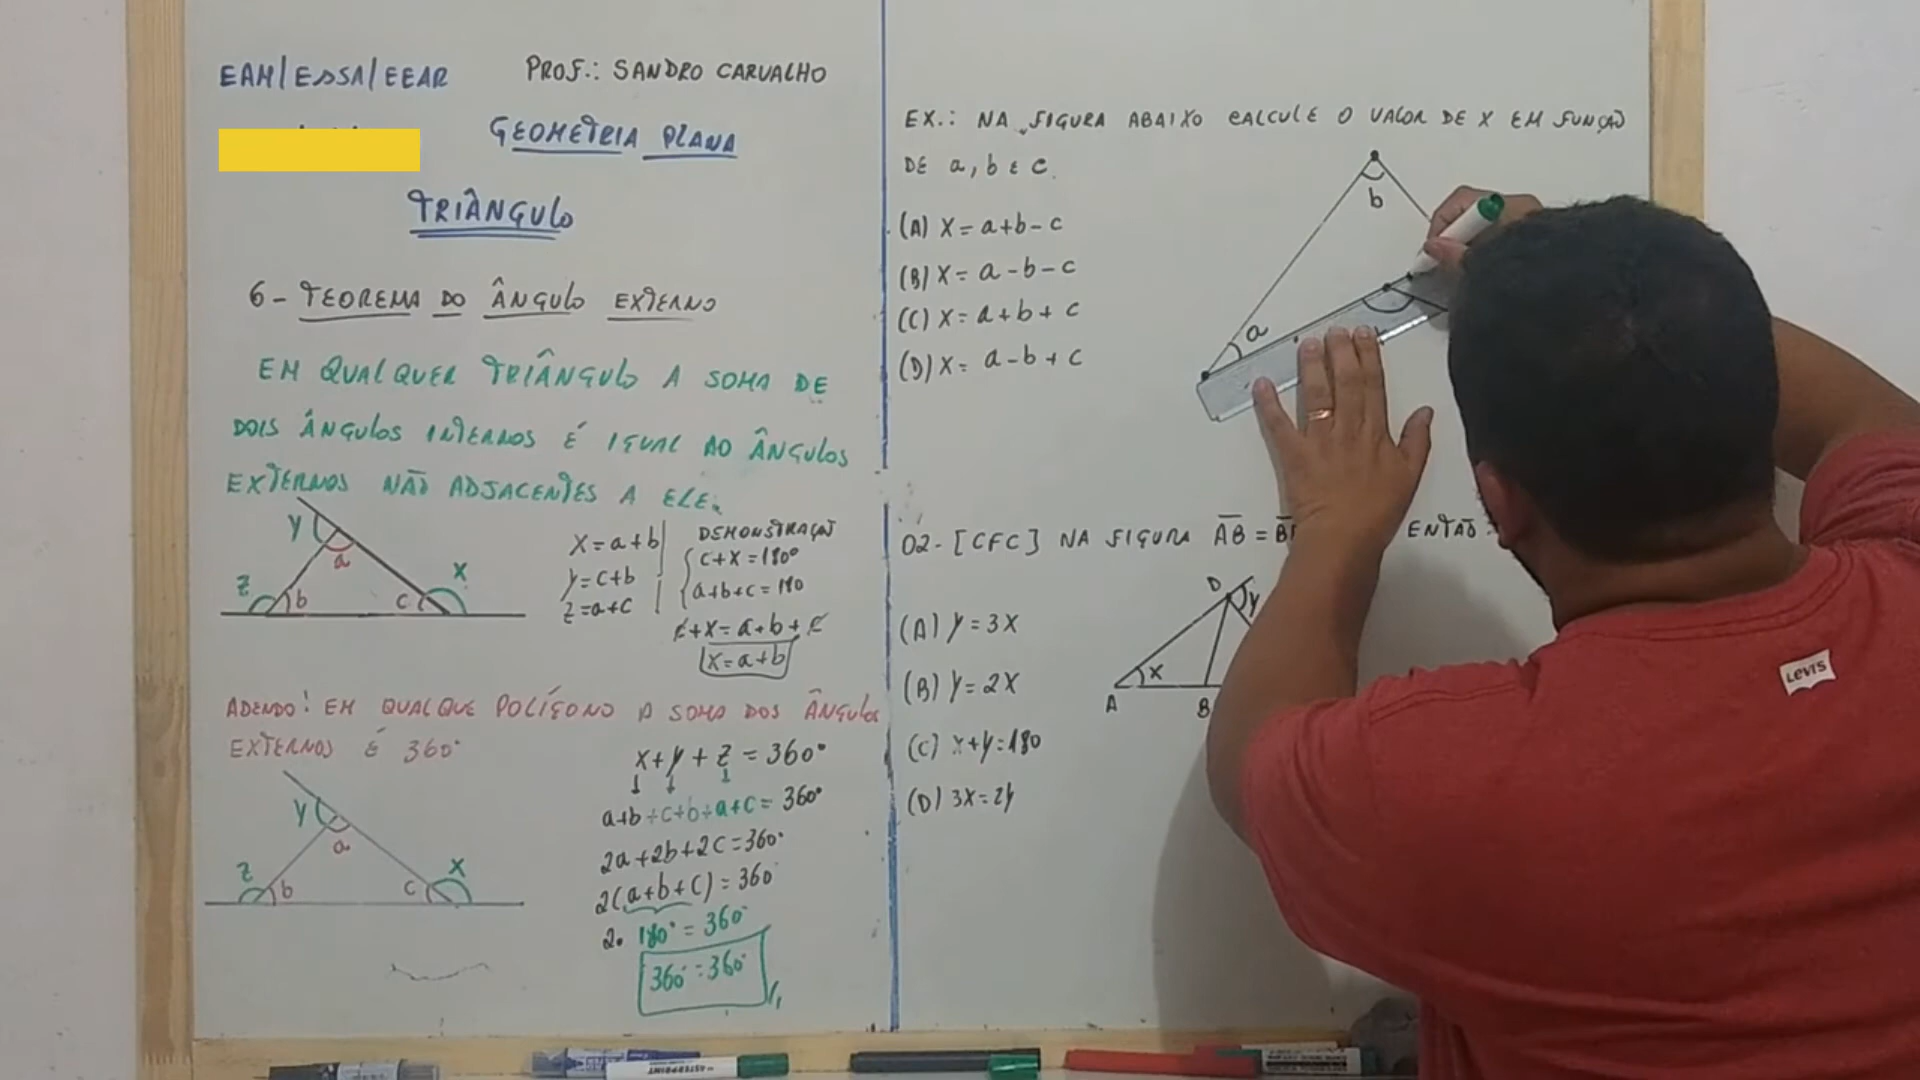 EAM/ESSA/EEAR
PROF.: SANDRO CARVALHO
GEOMETRIA PLANA
TRIÂNGULO
6- TEOREMA DO ÂNGULO EXTERNO
EM QUALQUER TRIÂNGULO A SOMA DE
DOIS ÂNGULOS INTERNOS É IGUAL AO ÂNGULOS
EXTERNOS NÃO ADJACENTES A ELE.
y
a
z
b
c
x
X=a+b
y=c+b
z=a+c
DEMONSTRAÇÃO
c+x=180°
a+b+c=180
c+x=a+b+c
x=a+b
ADENDO! EM QUALQUE POLÍGONO A SOMA DOS ÂNGULOS
EXTERNOS É 360°
y
a
z
b
c
x
x+y+z=360°
a+b+c+b+a+c=360°
2a+2b+2c=360°
2(a+b+c)=360°
2. 180°=360°
360°=360°
EX.: NA FIGURA ABAIXO CALCULE O VALOR DE X EM FUNÇÃO
DE a, b E c.
(A) X=a+b-c
(B) X=a-b-c
(C) X=a+b+c
(D) X=a-b+c
b
a
02-[CFC] NA FIGURA AB=B
ENTÃO:
(A) y=3X
(B) y=2X
(C) x+y=180
(D) 3X=2y
D
y
x
A
B
Levi's